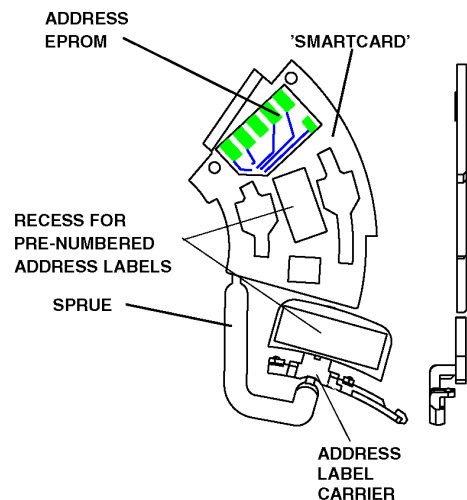 ADDRESS
EPROM
'SMARTCARD'
RECESS FOR
PRE-NUMBERED
ADDRESS LABELS
SPRUE
ADDRESS
LABEL
CARRIER